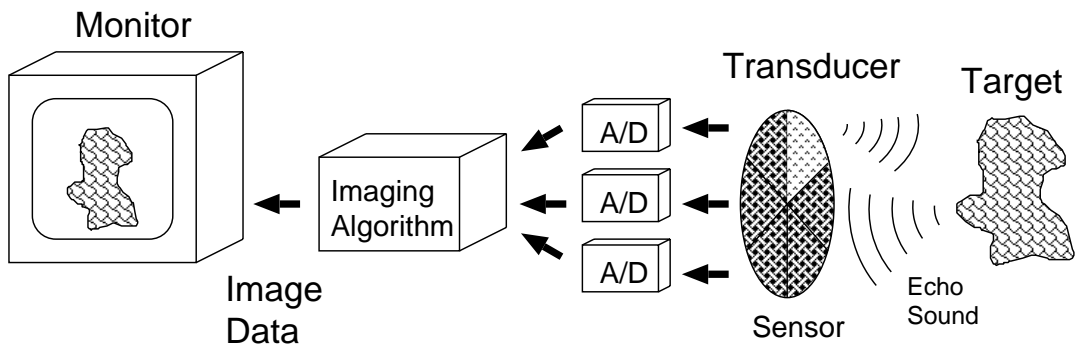 Monitor
Transducer
Target
A/D
A/D
A/D
Imaging
Algorithm
Image
Data
Sensor
Echo
Sound